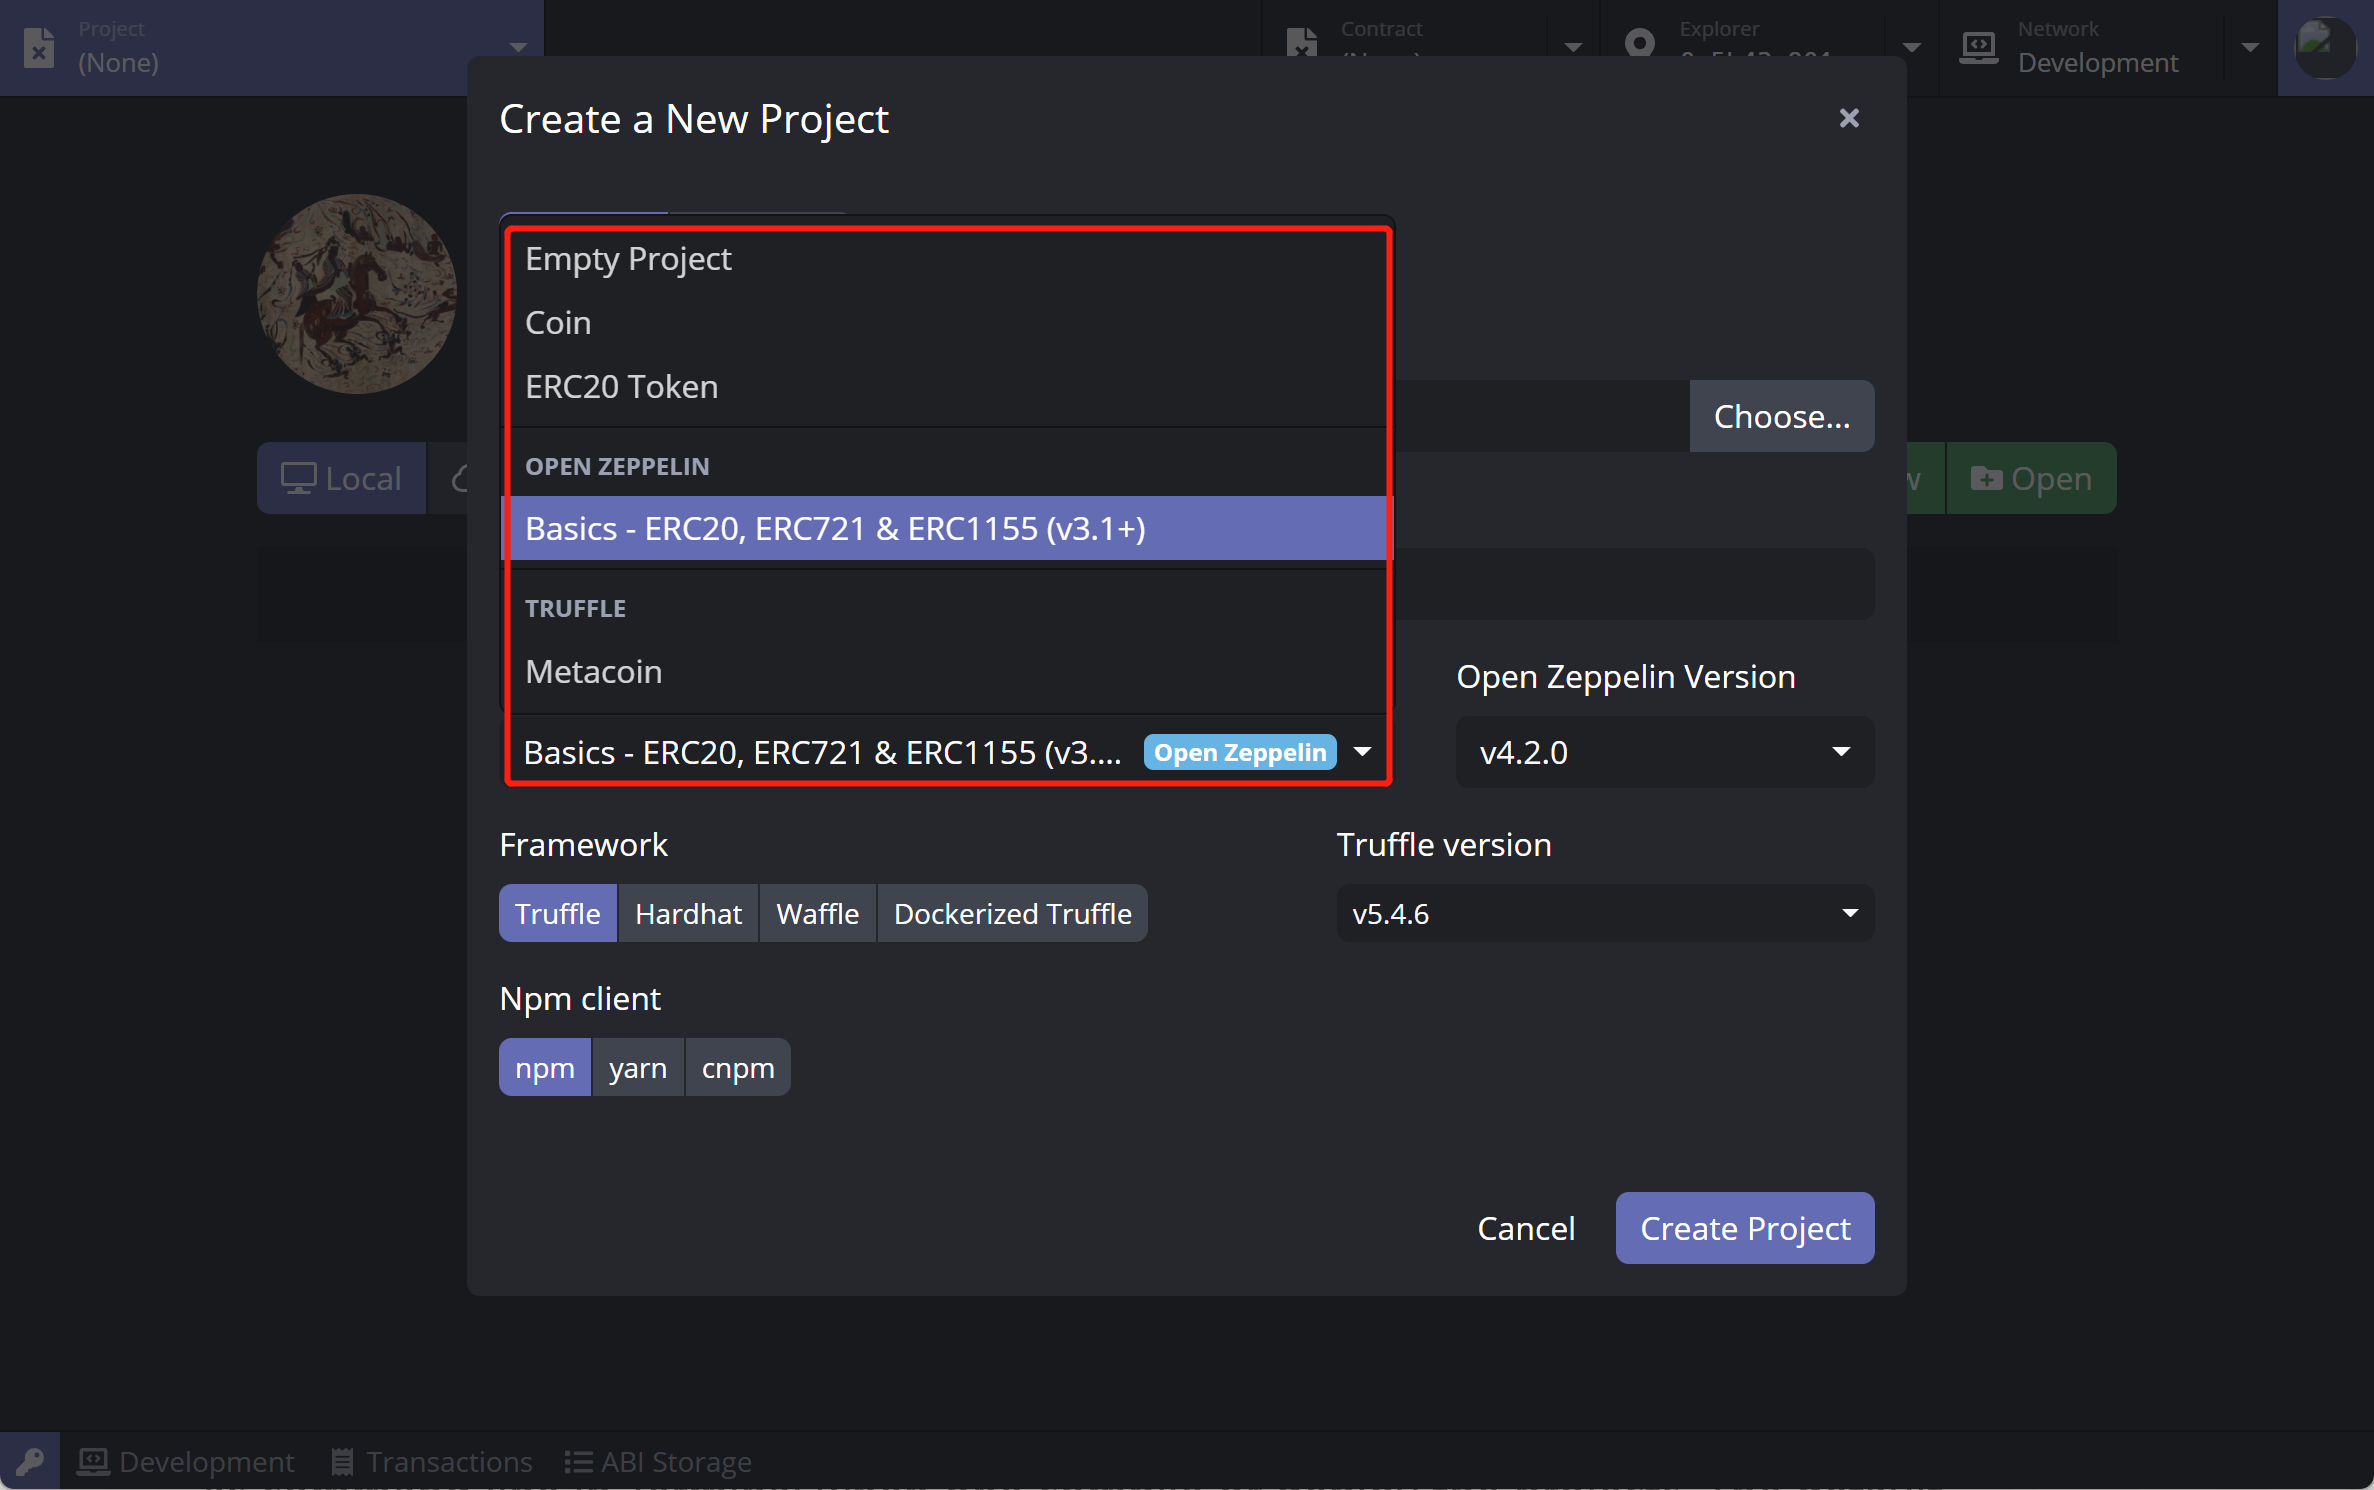 Project
(None)
Contract
Explorer
Network
Development
Create a New Project
Empty Project
Coin
ERC20 Token
Choose...
OPEN ZEPPELIN
Local
Open
Basics - ERC20, ERC721 & ERC1155 (v3.1+)
TRUFFLE
Metacoin
Open Zeppelin Version
Basics - ERC20, ERC721 & ERC1155 (v3.... Open Zeppelin
v4.2.0
Framework
Truffle version
Truffle Hardhat Waffle Dockerized Truffle
v5.4.6
Npm client
npm yarn cnpm
Cancel Create Project
Development Transactions ABI Storage